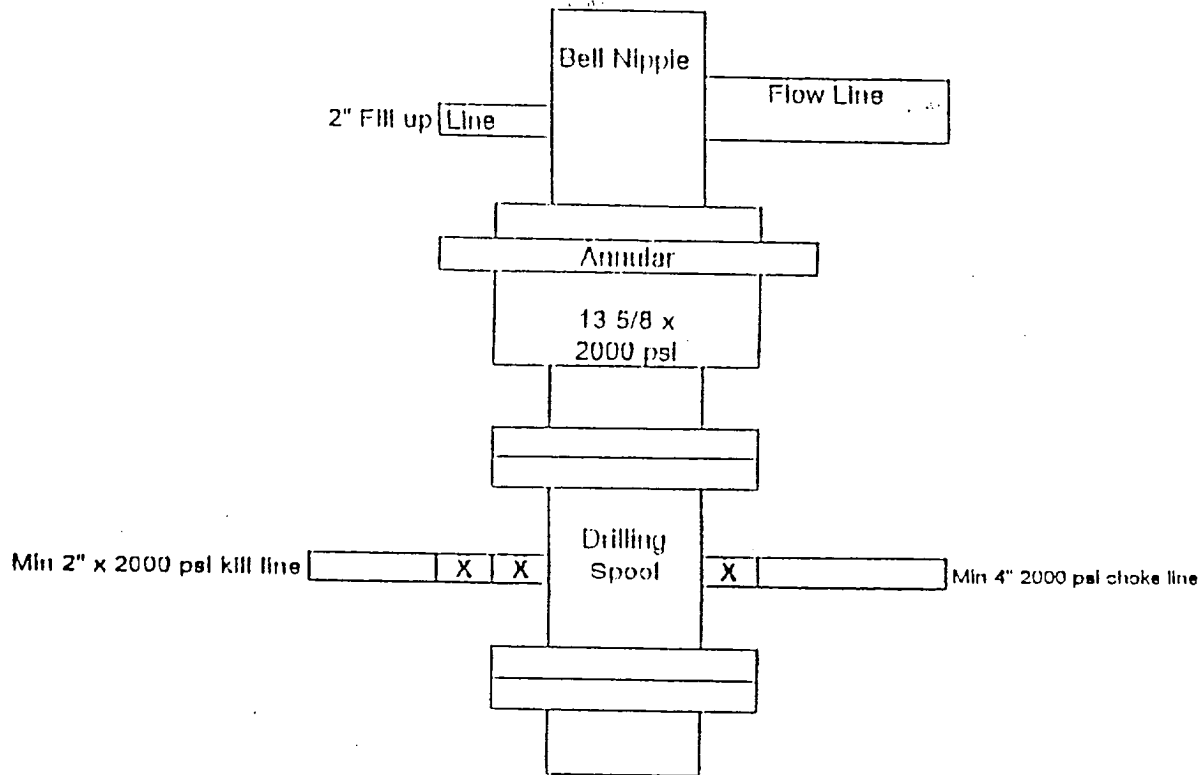 Bell Nipple
Flow Line
2" Fill up Line
Annular
13 5/8 x
2000 psi
Drilling
Spool
Min 2" x 2000 psi kill line
X X
X
Min 4" 2000 psi choke line